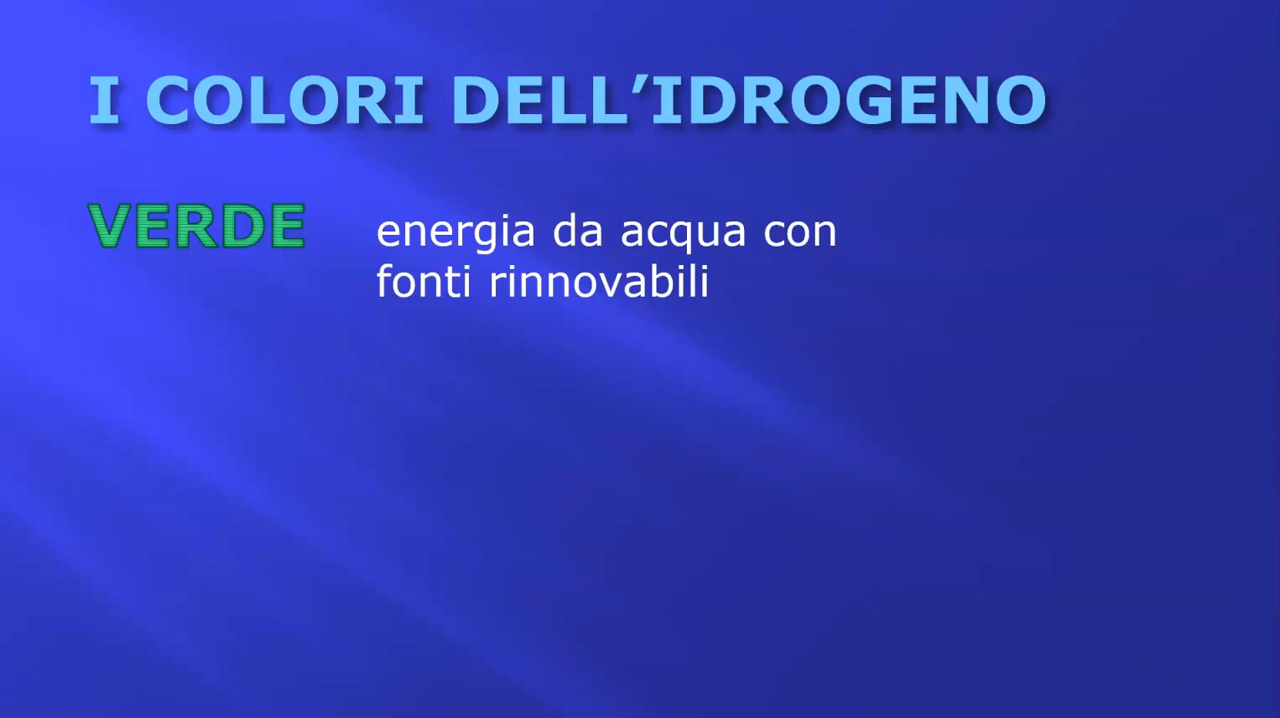 I COLORI DELL’IDROGENO
VERDE energia da acqua con
fonti rinnovabili